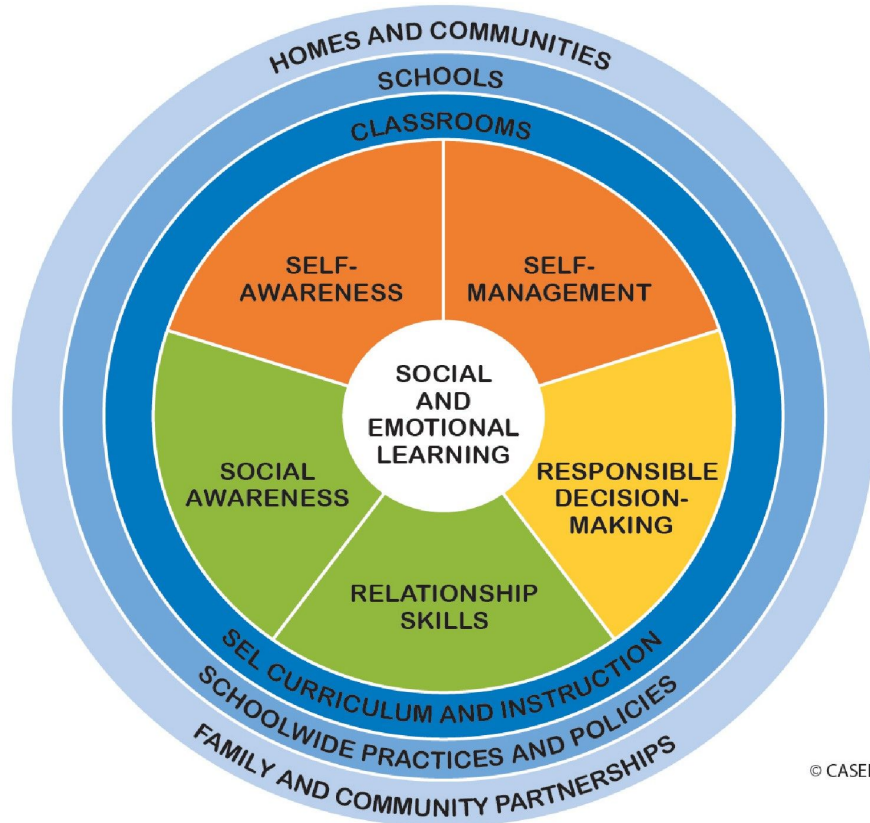 HOMES AND COMMUNITIES
SCHOOLS
CLASSROOMS
SELF-
AWARENESS
SELF-
MANAGEMENT
SOCIAL
AND
EMOTIONAL
LEARNING
SOCIAL
AWARENESS
RESPONSIBLE
DECISION-
MAKING
RELATIONSHIP
SKILLS
SEL CURRICULUM AND INSTRUCTION
SCHOOLWIDE PRACTICES AND POLICIES
FAMILY AND COMMUNITY PARTNERSHIPS
©